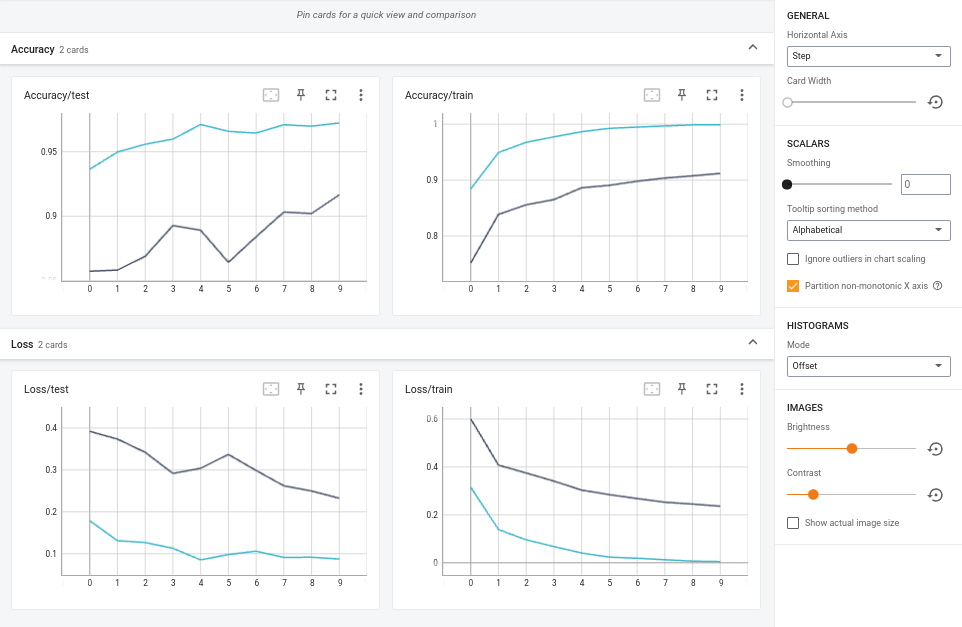 Pin cards for a quick view and comparison
Accuracy 2 cards
Accuracy/test
0.95
0.9
0 1 2 3 4 5 6 7 8 9
Accuracy/train
1
0.9
0.8
0 1 2 3 4 5 6 7 8 9
Loss 2 cards
Loss/test
0.4
0.3
0.2
0.1
0 1 2 3 4 5 6 7 8 9
Loss/train
0.6
0.4
0.2
0
0 1 2 3 4 5 6 7 8 9
GENERAL
Horizontal Axis
Step
Card Width
SCALARS
Smoothing
0
Tooltip sorting method
Alphabetical
Ignore outliers in chart scaling
Partition non-monotonic X axis ?
HISTOGRAMS
Mode
Offset
IMAGES
Brightness
Contrast
Show actual image size